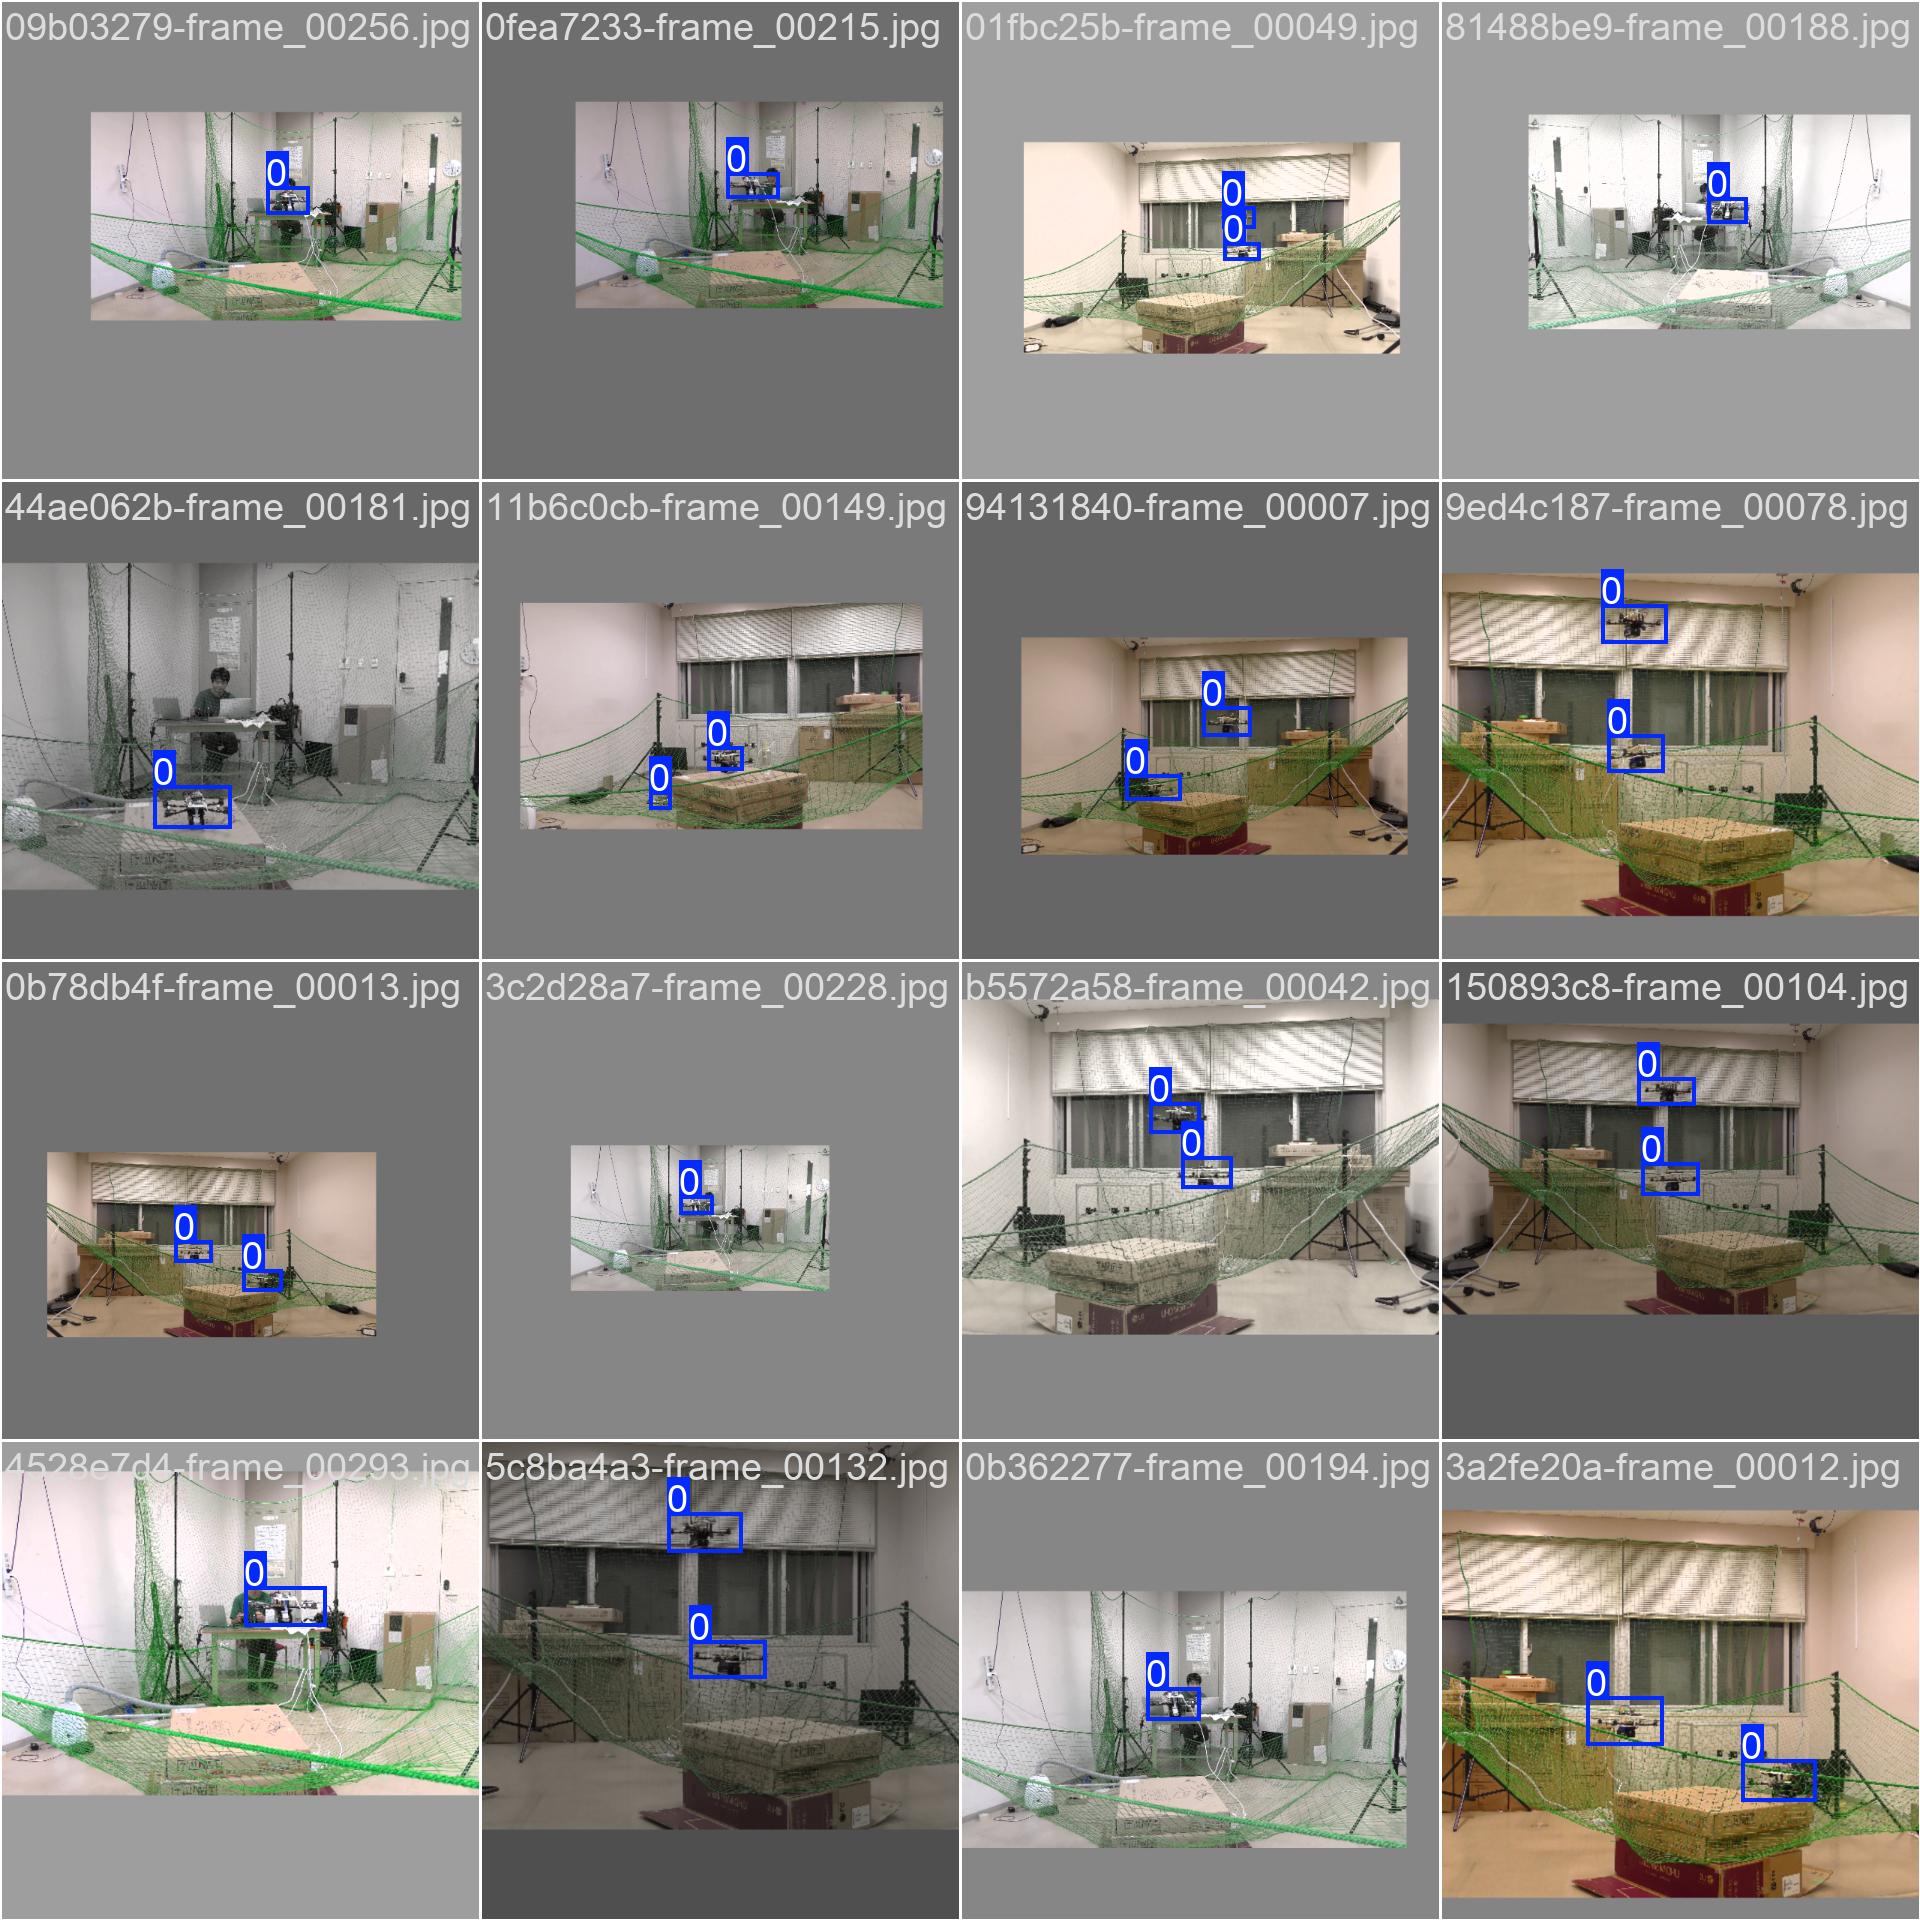 09b03279-frame_00256.jpg
0fea7233-frame_00215.jpg
01fbc25b-frame_00049.jpg
81488be9-frame_00188.jpg
0
0
0
0
0
44ae062b-frame_00181.jpg
11b6c0cb-frame_00149.jpg
94131840-frame_00007.jpg
9ed4c187-frame_00078.jpg
0
0
0
0
0
0
0
0b78db4f-frame_00013.jpg
3c2d28a7-frame_00228.jpg
b5572a58-frame_00042.jpg
150893c8-frame_00104.jpg
0
0
0
0
0
0
0
4528e7d4-frame_00293.jpg
5c8ba4a3-frame_00132.jpg
0b362277-frame_00194.jpg
3a2fe20a-frame_00012.jpg
0
0
0
0
0
0